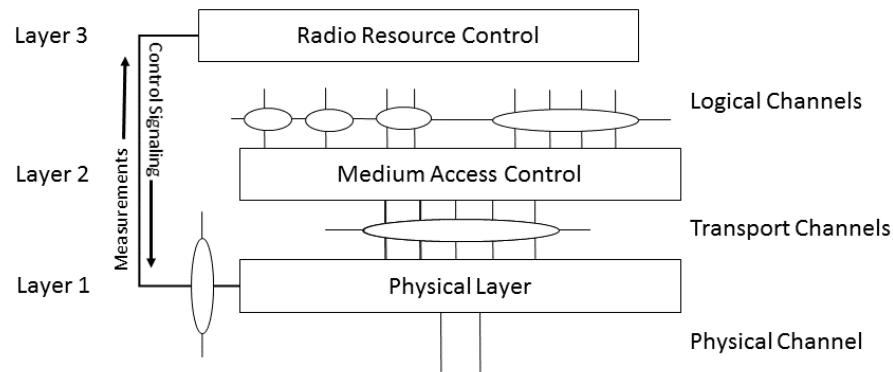 Layer 3
Radio Resource Control
Control Signaling
Measurements
Logical Channels
Layer 2
Medium Access Control
Transport Channels
Layer 1
Physical Layer
Physical Channel